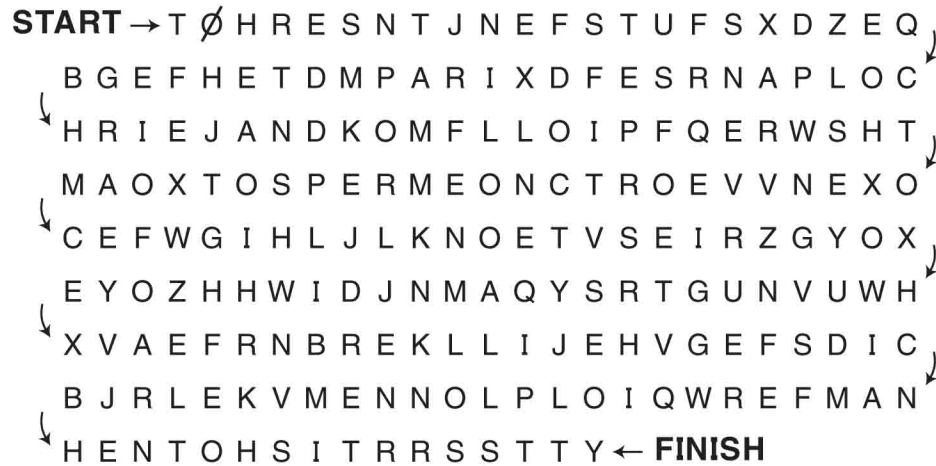 START → T Ø H R E S N T J N E F S T U F S X D Z E Q
B G E F H E T D M P A R I X D F E S R N A P L O C
H R I E J A N D K O M F L L O I P F Q E R W S H T
M A O X T O S P E R M E O N C T R O E V V N E X O
C E F W G I H L J L K N O E T V S E I R Z G Y O X
E Y O Z H H W I D J N M A Q Y S R T G U N V U W H
X V A E F R N B R E K L L I J E H V G E F S D I C
B J R L E K V M E N N O L P L O I Q W R E F M A N
H E N T O H S I T R R S S T T Y ← FINISH